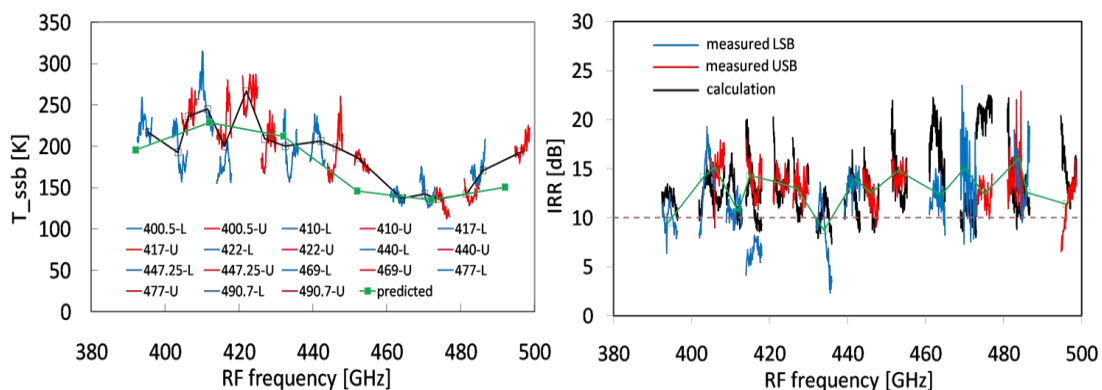 350
300
250
200
150
100
50
0
T_ssb [K]
400.5-L 400.5-U 410-L 410-U 417-L
417-U 422-L 422-U 440-L 440-U
447.25-L 447.25-U 469-L 469-U 477-L
477-U 490.7-L 490.7-U predicted
380 400 420 440 460 480 500
RF frequency [GHz]
30
25
20
15
10
5
0
IRR [dB]
measured LSB
measured USB
calculation
380 400 420 440 460 480 500
RF frequency [GHz]